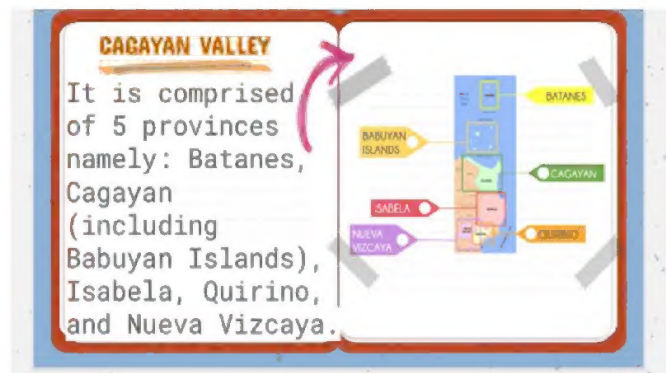 CAGAYAN VALLEY
It is comprised
of 5 provinces
namely: Batanes,
Cagayan
(including
Babuyan Islands),
Isabela, Quirino,
and Nueva Vizcaya.
BATANES
BABUYAN
ISLANDS
CAGAYAN
SABELA
NUEVA
VIZCAYA
QUIRINO